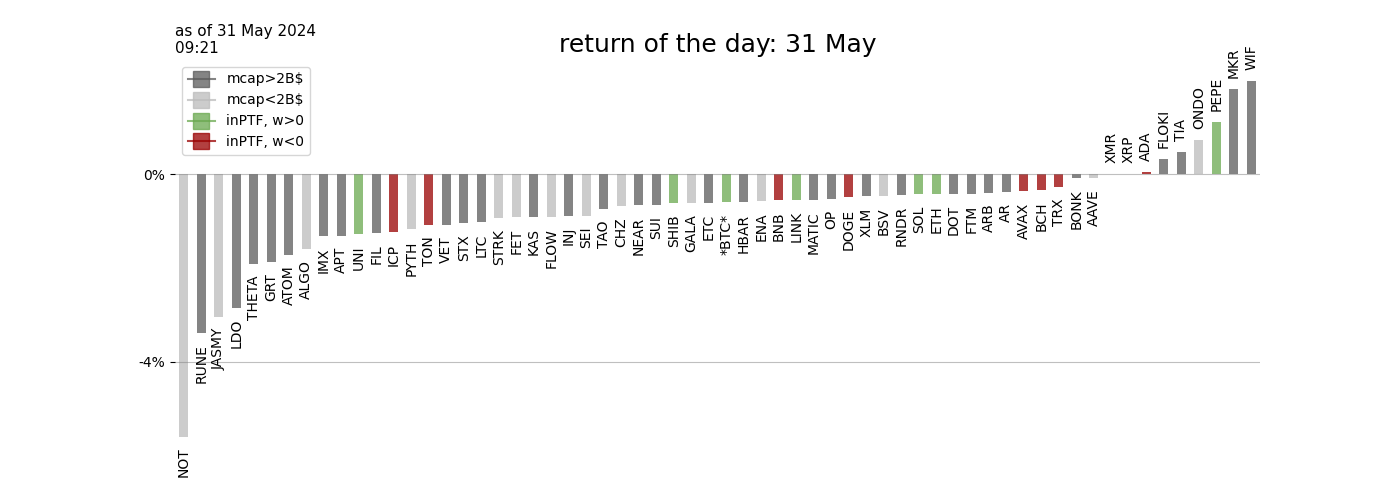 as of 31 May 2024
09:21
return of the day: 31 May
mcap>2B$
mcap<2B$
inPTF, w>0
inPTF, w<0
0%
-4%
NOT
RUNE
JASMY
LDO
THETA
GRT
ATOM
ALGO
IMX
APT
UNI
FIL
ICP
PYTH
TON
VET
STX
LTC
STRK
FET
KAS
FLOW
INJ
SEI
TAO
CHZ
NEAR
SUI
SHIB
GALA
ETC
*BTC*
HBAR
ENA
BNB
LINK
MATIC
OP
DOGE
XLM
BSV
RNDR
SOL
ETH
DOT
FTM
ARB
AR
AVAX
BCH
TRX
BONK
AAVE
XMR
XRP
ADA
FLOKI
TIA
ONDO
PEPE
MKR
WIF